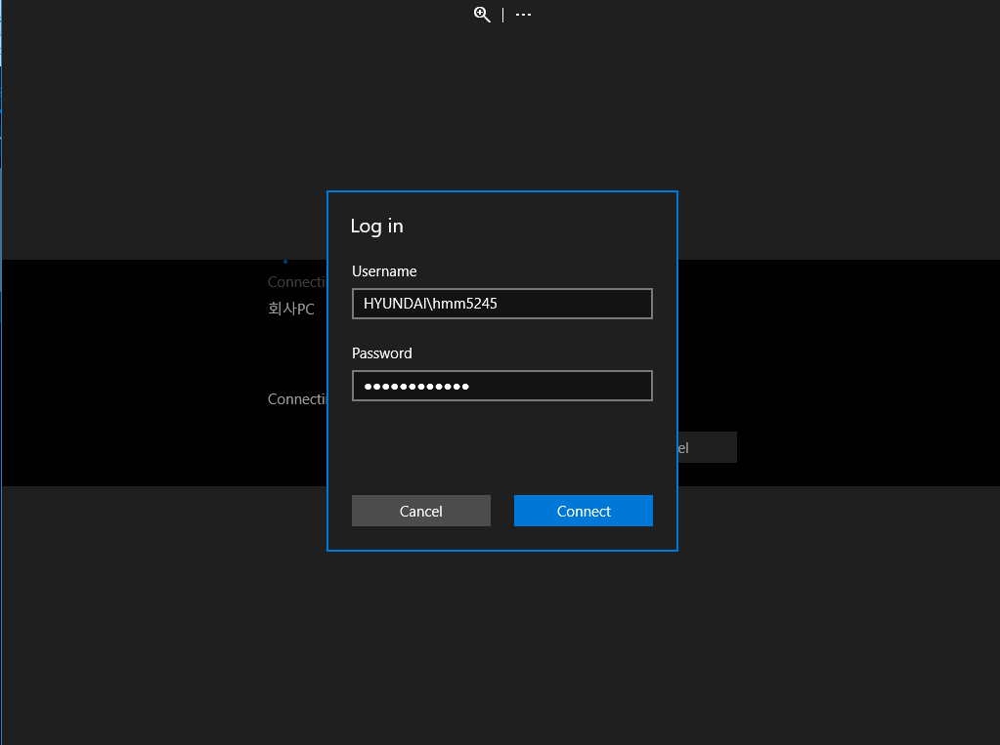 Log in
Username
HYUNDAI\hmm5245
Password
Cancel
Connect
회사PC